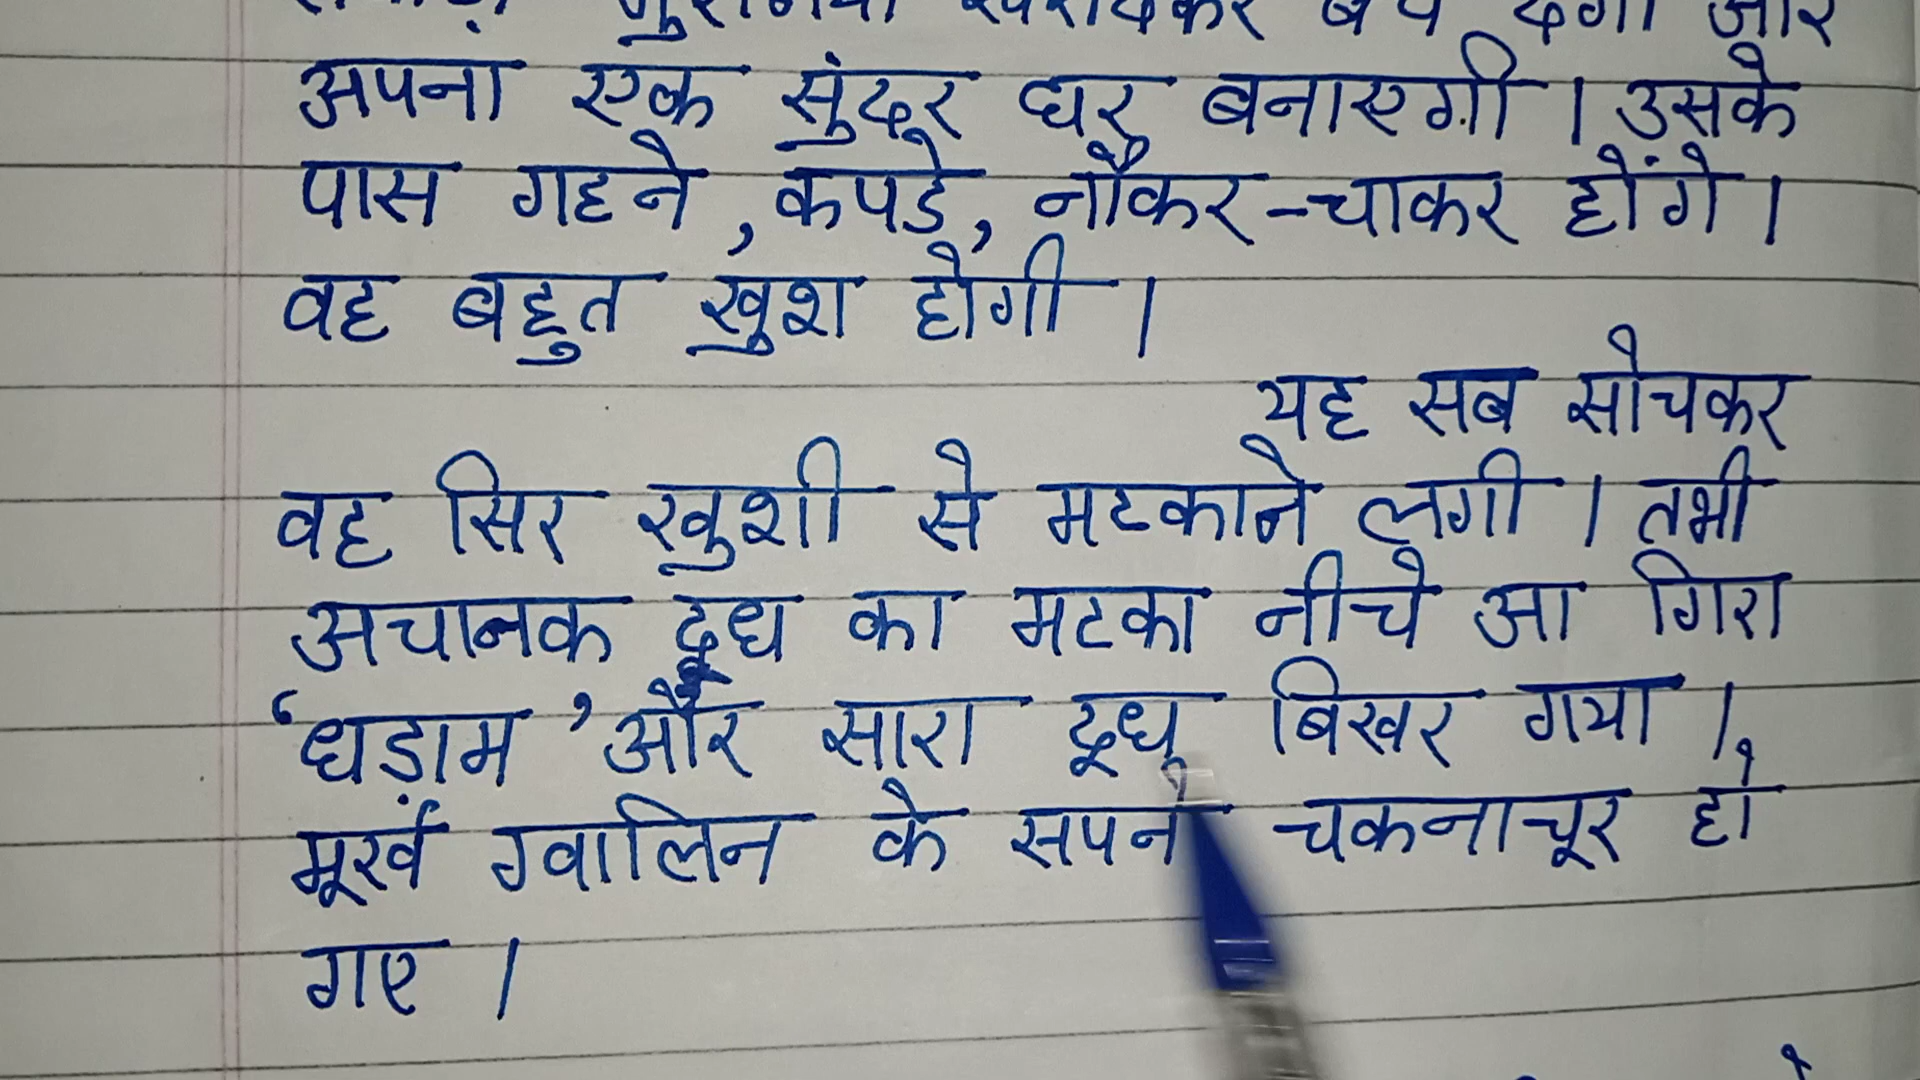 अपना एक सुंदर घर बनाएगी । उसके
पास गहने , कपड़े, नौकर-चाकर होंगे ।
वह बहुत खुश होगी ।
यह सब सोचकर
वह सिर खुशी से मटकाने लगी । तभी
अचानक दूध का मटका नीचे आ गिरा
‘धड़ाम ’ और सारा दूध बिखर गया ।
मूर्ख ग्वालिन के सपने चकनाचूर हो
गए ।